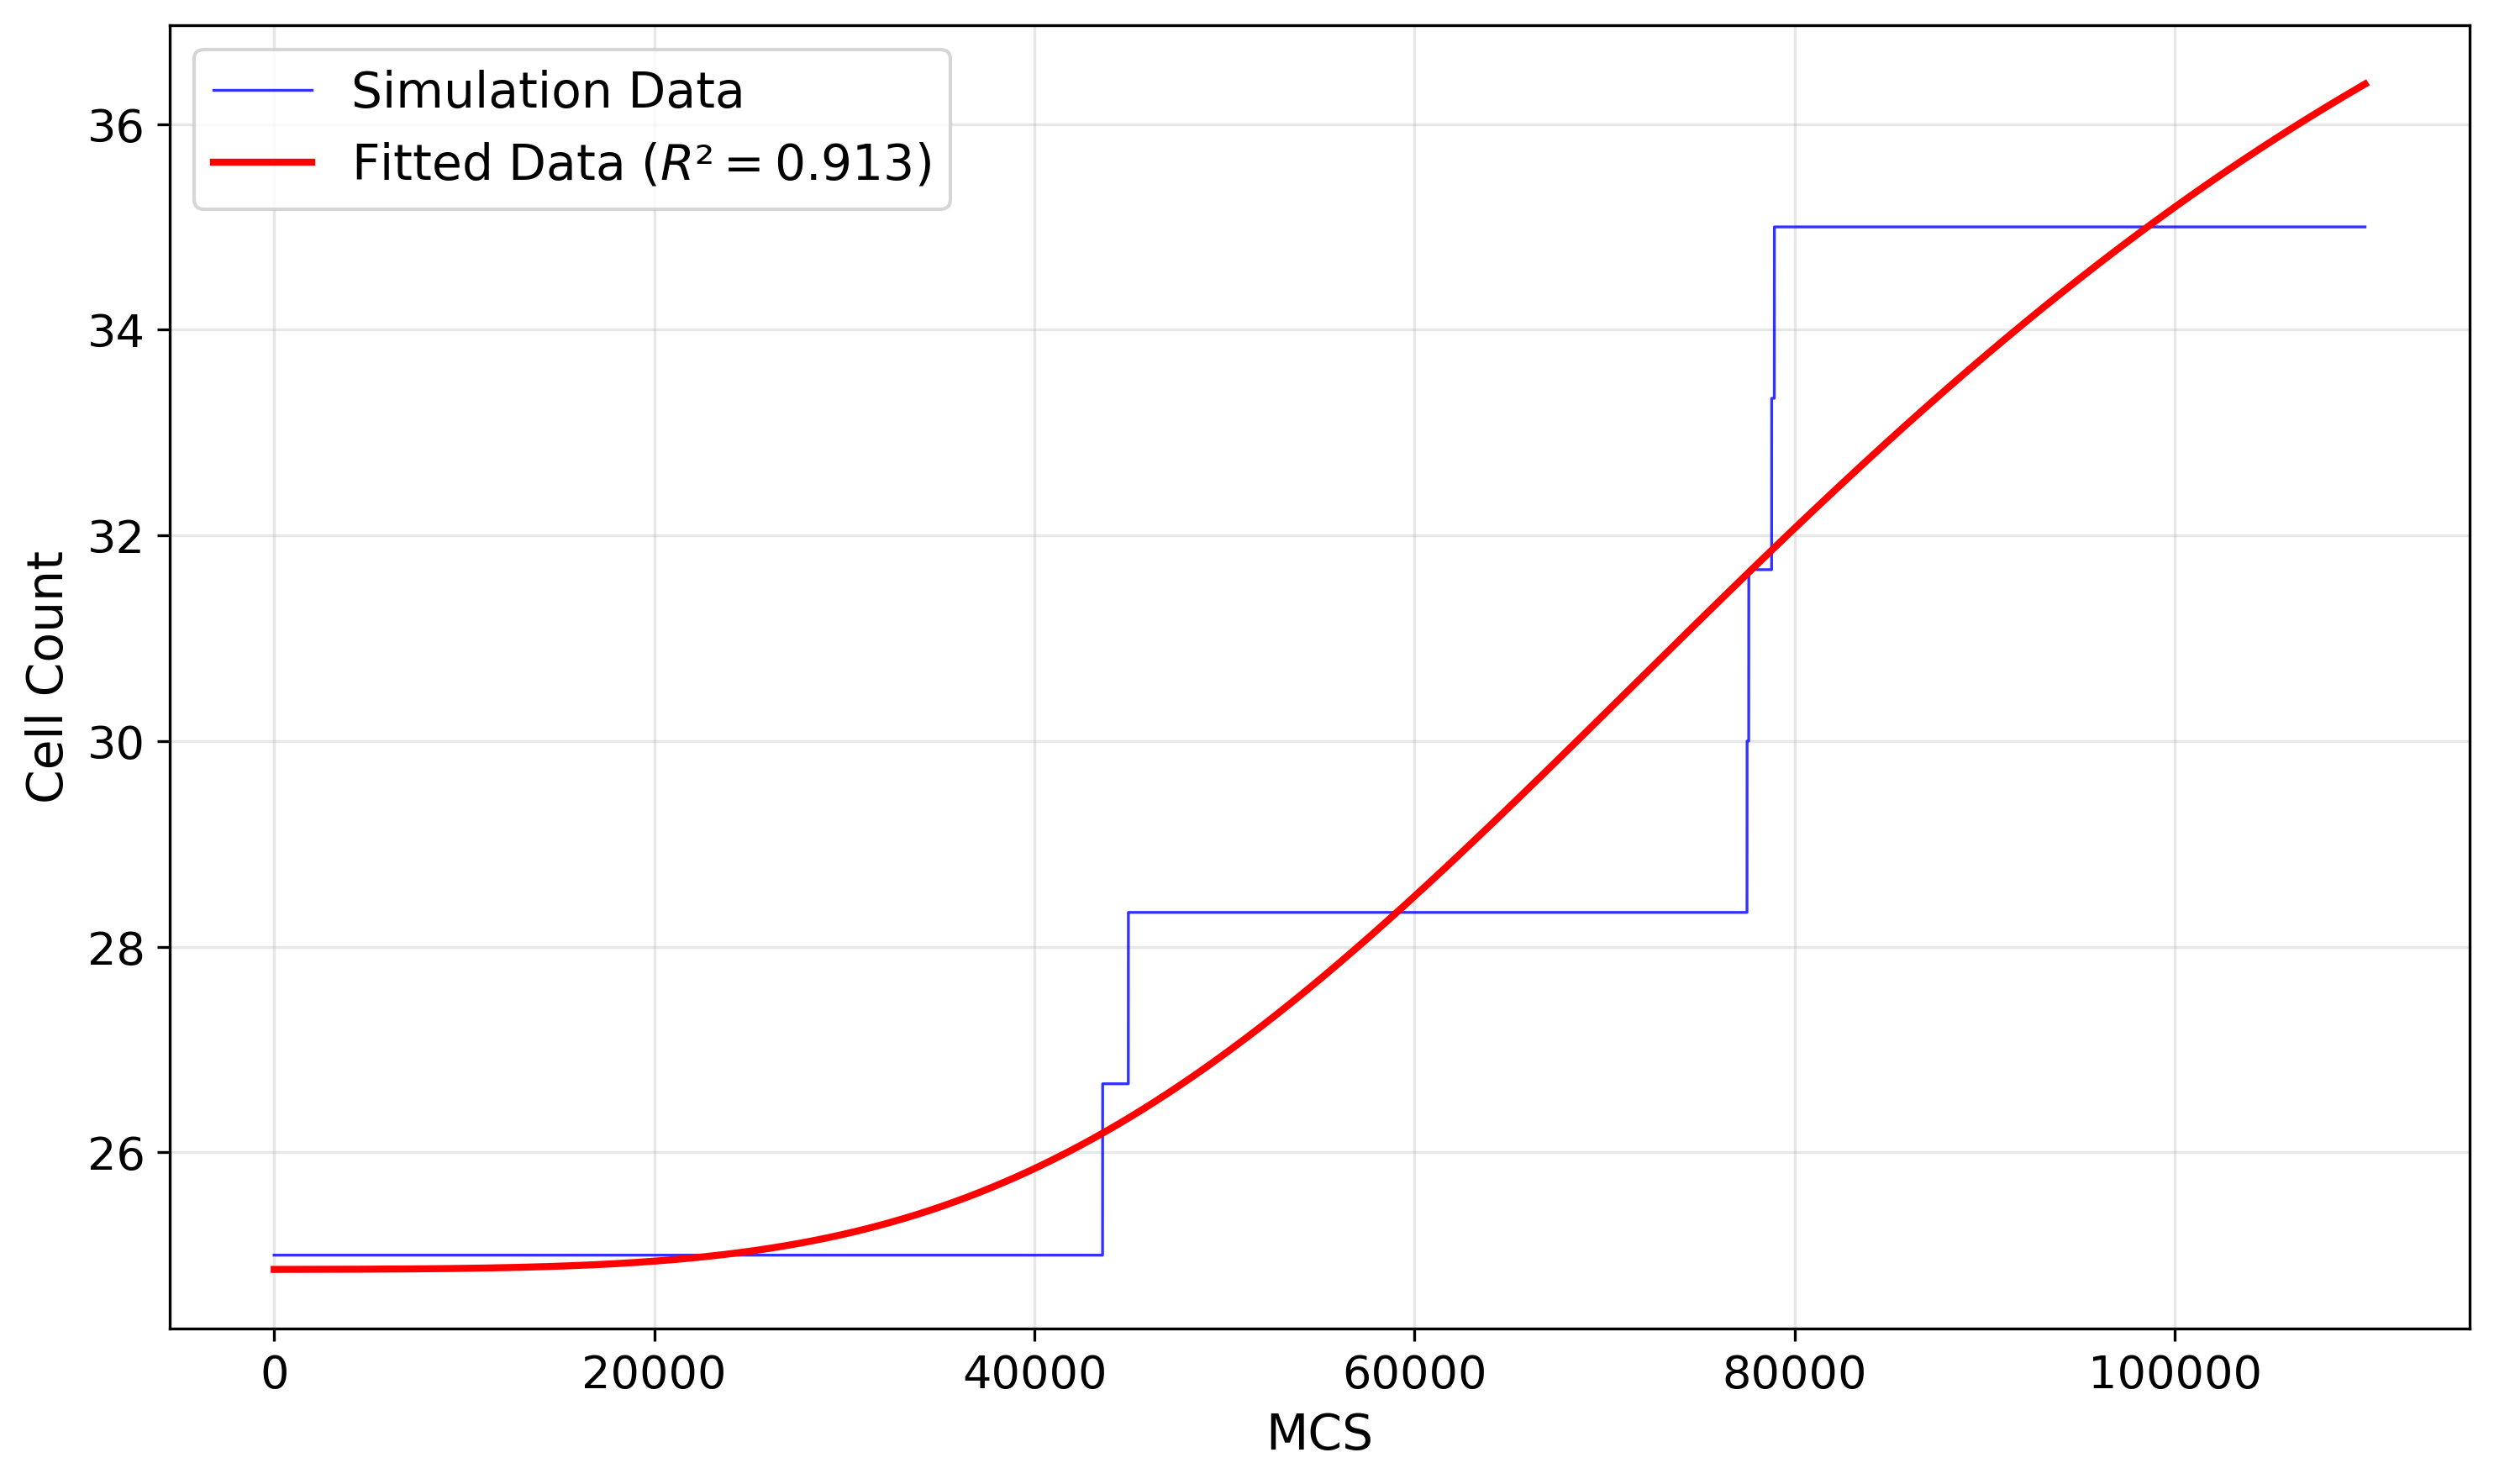 Simulation Data
Fitted Data (R² = 0.913)
36
34
32
30
28
26
Cell Count
0 20000 40000 60000 80000 100000
MCS